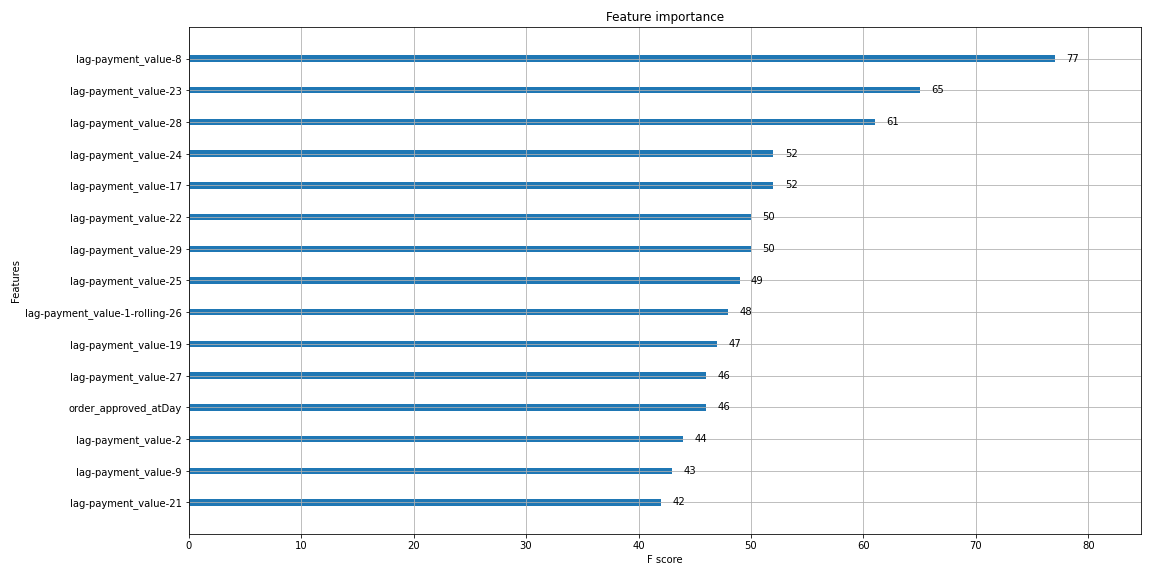 Feature importance
lag-payment_value-8 77
lag-payment_value-23 65
lag-payment_value-28 61
lag-payment_value-24 52
lag-payment_value-17 52
lag-payment_value-22 50
lag-payment_value-29 50
lag-payment_value-25 49
lag-payment_value-1-rolling-26 48
lag-payment_value-19 47
lag-payment_value-27 46
order_approved_atDay 46
lag-payment_value-2 44
lag-payment_value-9 43
lag-payment_value-21 42
Features
0 10 20 30 40 50 60 70 80
F score